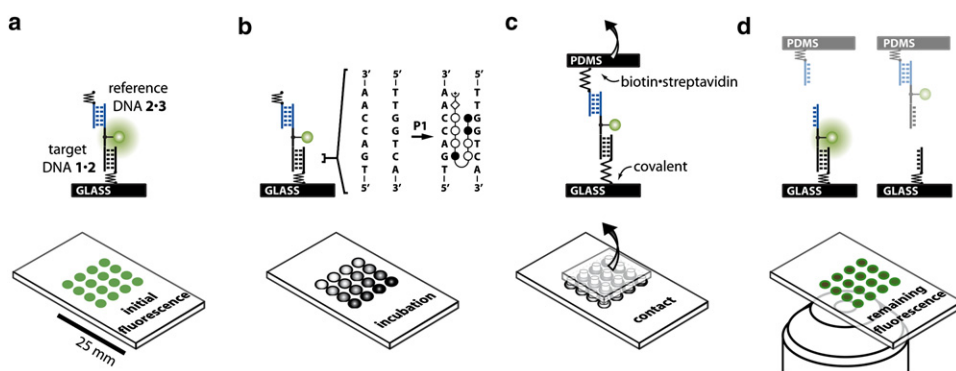 a
reference
DNA 2•3
target
DNA 1•2
GLASS
initial
fluorescence
25 mm
b
3’ 5’
A T
A T
C G
C G
A T
G C
T A
5’ 3’
P1
3’ 5’
A T
A T
C G
C G
A T
G C
T A
5’ 3’
GLASS
incubation
c
PDMS
biotin•streptavidin
covalent
GLASS
contact
d
PDMS PDMS
GLASS GLASS
remaining
fluorescence